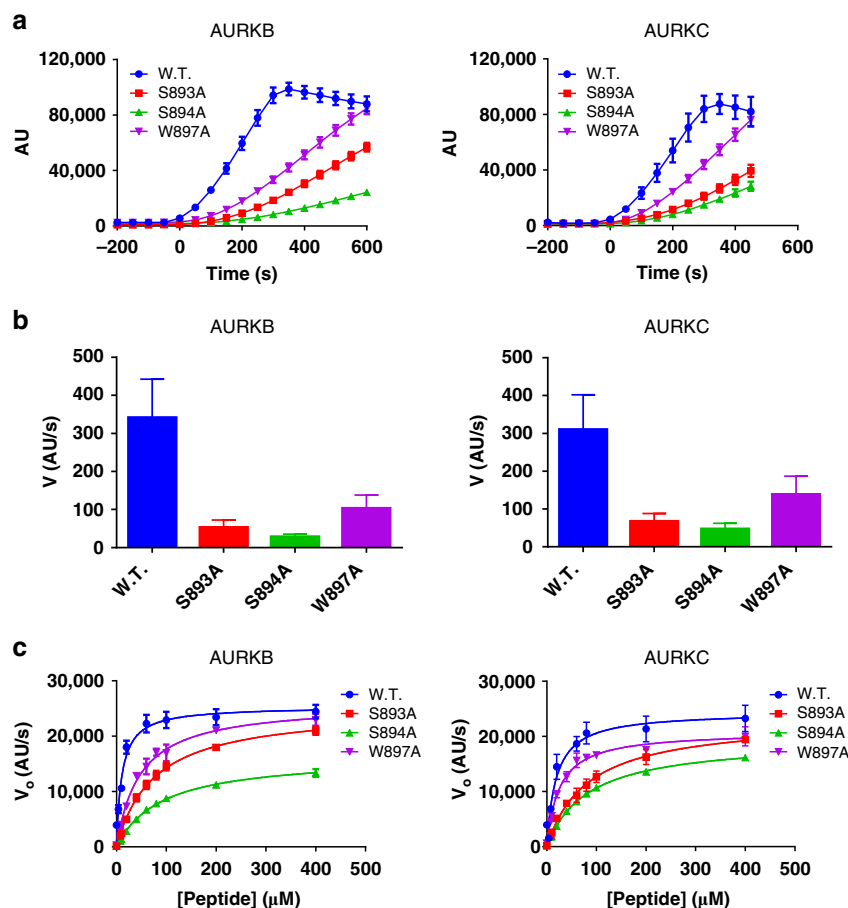 a
AURKB
AURKC
120,000
80,000
40,000
0
AU
W.T.
S893A
S894A
W897A
–200
0
200
400
600
Time (s)
120,000
80,000
40,000
0
AU
W.T.
S893A
S894A
W897A
–200
0
200
400
600
Time (s)
b
AURKB
AURKC
500
400
300
200
100
0
V (AU/s)
W.T.
S893A
S894A
W897A
500
400
300
200
100
0
V (AU/s)
W.T.
S893A
S894A
W897A
c
AURKB
AURKC
30,000
20,000
10,000
0
Vo (AU/s)
W.T.
S893A
S894A
W897A
0
100
200
300
400
500
[Peptide] (μM)
30,000
20,000
10,000
0
Vo (AU/s)
W.T.
S893A
S894A
W897A
0
100
200
300
400
500
[Peptide] (μM)